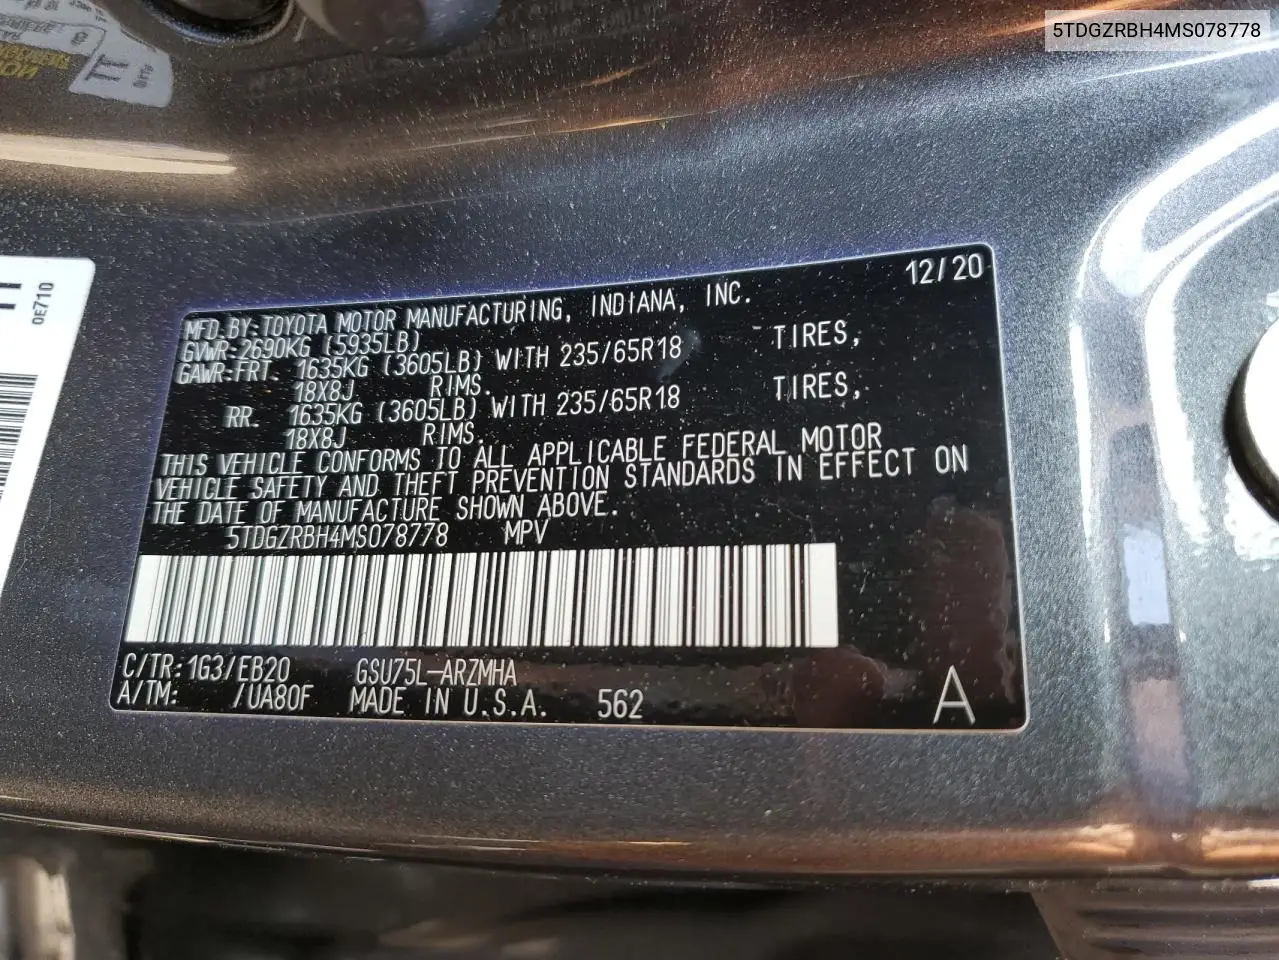 5TDGZRBH4MS078778
TT
0E710
12/20
MFD.BY:TOYOTA MOTOR MANUFACTURING, INDIANA, INC.
GVWR:2690KG (5935LB)
GAWR:FRT. 1635KG (3605LB) WITH 235/65R18 TIRES,
18X8J RIMS.
RR. 1635KG (3605LB) WITH 235/65R18 TIRES,
18X8J RIMS.
THIS VEHICLE CONFORMS TO ALL APPLICABLE FEDERAL MOTOR
VEHICLE SAFETY AND THEFT PREVENTION STANDARDS IN EFFECT ON
THE DATE OF MANUFACTURE SHOWN ABOVE.
5TDGZRBH4MS078778 MPV
C/TR:1G3/EB20 GSU75L-ARZMHA
A/TM: /UA80F MADE IN U.S.A. 562
A